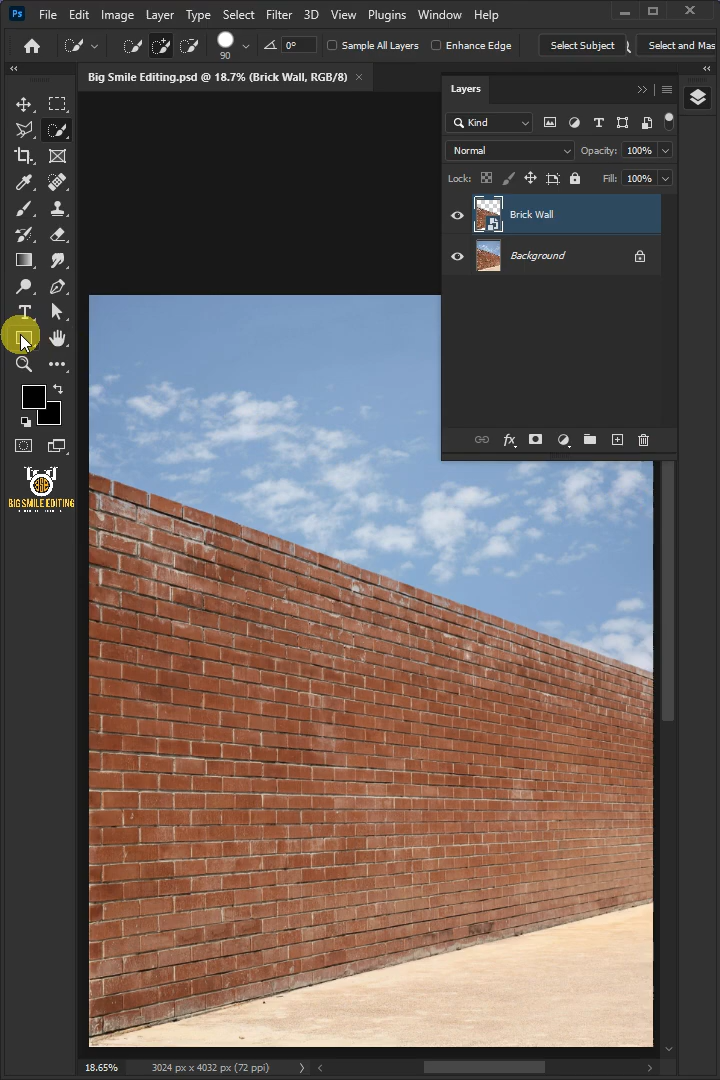 Ps File Edit Image Layer Type Select Filter 3D View Plugins Window Help
90 0° Sample All Layers Enhance Edge Select Subject Select and Mas
Big Smile Editing.psd @ 18.7% (Brick Wall, RGB/8)
Layers
Kind
Normal Opacity: 100%
Lock: Fill: 100%
Brick Wall
Background
fx
BIG SMILE EDITING
18.65% 3024 px x 4032 px (72 ppi)